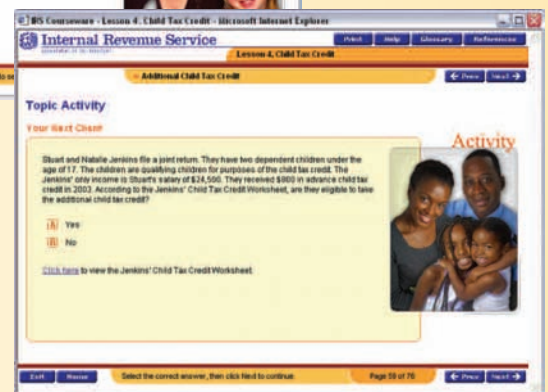 IRS Courseware - Lesson 4. Child Tax Credit - Microsoft Internet Explorer
Internal Revenue Service
Print Help Glossary References
Lesson 4, Child Tax Credit
Additional Child Tax Credit
Prev Next
Topic Activity
Your Next Client
Activity
Stuart and Natalie Jenkins file a joint return. They have two dependent children under the
age of 17. The children are qualifying children for purposes of the child tax credit. The
Jenkins' only income is Stuart's salary of $24,500. They received $800 in advance child tax
credit in 2003. According to the Jenkins' Child Tax Credit Worksheet, are they eligible to take
the additional child tax credit?
A Yes
B No
Click here to view the Jenkins' Child Tax Credit Worksheet.
Exit Home Select the correct answer, then click Next to continue. Page 59 of 70 Prev Next